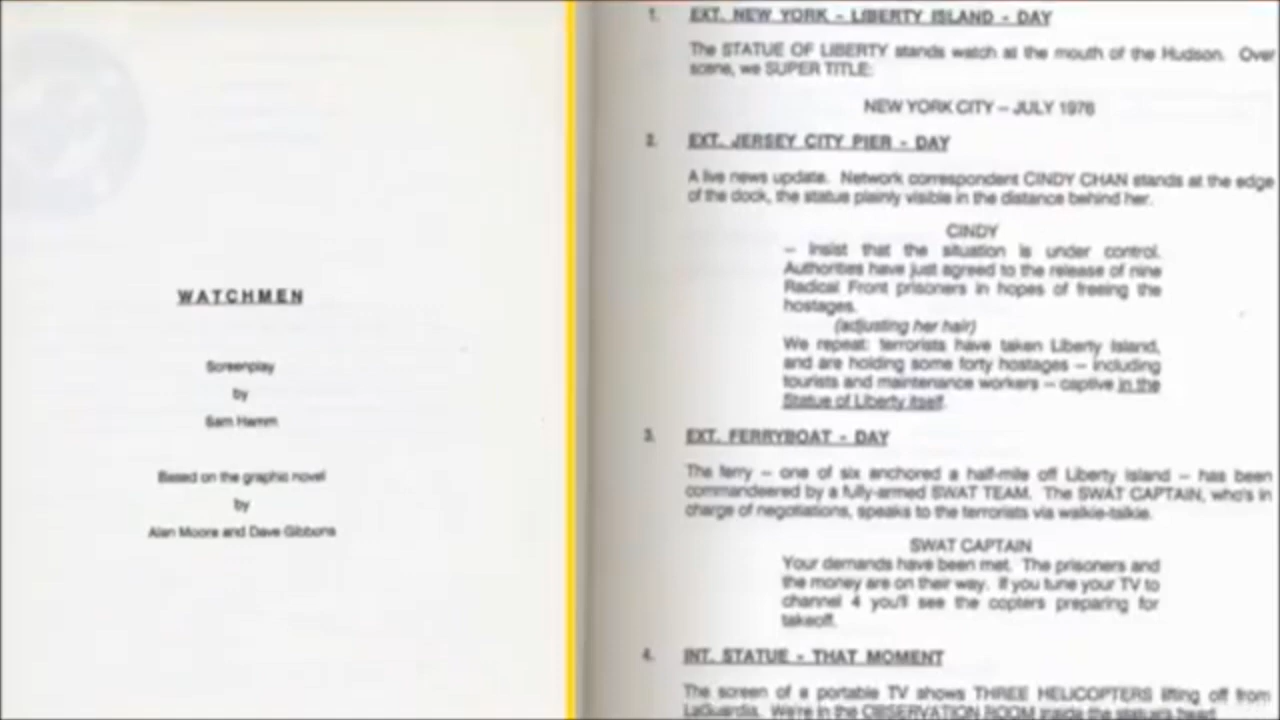 WATCHMEN
Screenplay
by
Sam Hamm
Based on the graphic novel
by
Alan Moore and Dave Gibbons
1. EXT. NEW YORK - LIBERTY ISLAND - DAY
The STATUE OF LIBERTY stands watch at the mouth of the Hudson. Over
scene, we SUPER TITLE:
NEW YORK CITY -- JULY 1976
2. EXT. JERSEY CITY PIER - DAY
A live news update. Network correspondent CINDY CHAN stands at the edge
of the dock, the statue plainly visible in the distance behind her.
CINDY
-- insist that the situation is under control.
Authorities have just agreed to the release of nine
Radical Front prisoners in hopes of freeing the
hostages.
(adjusting her hair)
We repeat: terrorists have taken Liberty Island,
and are holding some forty hostages -- including
tourists and maintenance workers -- captive in the
Statue of Liberty itself.
3. EXT. FERRYBOAT - DAY
The ferry -- one of six anchored a half-mile off Liberty Island -- has been
commandeered by a fully-armed SWAT TEAM. The SWAT CAPTAIN, who's in
charge of negotiations, speaks to the terrorists via walkie-talkie.
SWAT CAPTAIN
Your demands have been met. The prisoners and
the money are on their way. If you tune your TV to
channel 4 you'll see the copters preparing for
takeoff.
4. INT. STATUE - THAT MOMENT
The screen of a portable TV shows THREE HELICOPTERS lifting off from
LaGuardia. We're in the OBSERVATION ROOM inside the statue's head